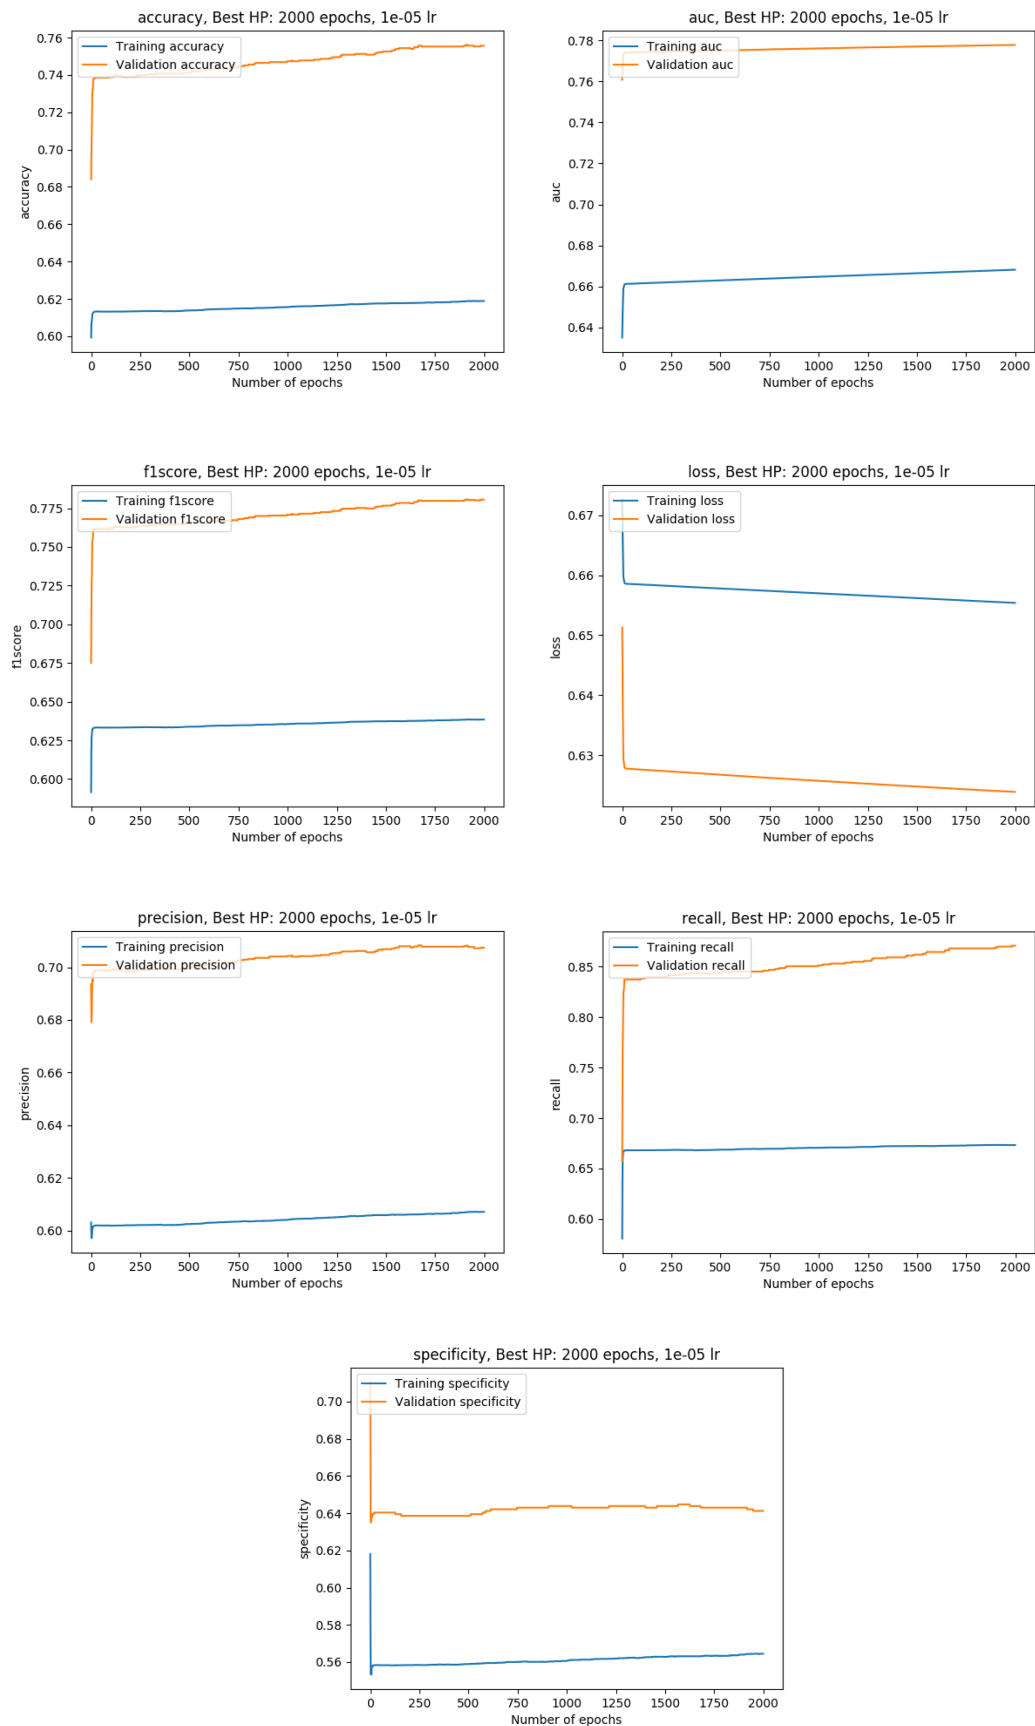 accuracy, Best HP: 2000 epochs, 1e-05 lr
Training accuracy
Validation accuracy
0.76
0.74
0.72
0.70
0.68
0.66
0.64
0.62
0.60
accuracy
0 250 500 750 1000 1250 1500 1750 2000
Number of epochs
auc, Best HP: 2000 epochs, 1e-05 lr
Training auc
Validation auc
0.78
0.76
0.74
0.72
0.70
0.68
0.66
0.64
auc
0 250 500 750 1000 1250 1500 1750 2000
Number of epochs
f1score, Best HP: 2000 epochs, 1e-05 lr
Training f1score
Validation f1score
0.775
0.750
0.725
0.700
0.675
0.650
0.625
0.600
f1score
0 250 500 750 1000 1250 1500 1750 2000
Number of epochs
loss, Best HP: 2000 epochs, 1e-05 lr
Training loss
Validation loss
0.67
0.66
0.65
0.64
0.63
loss
0 250 500 750 1000 1250 1500 1750 2000
Number of epochs
precision, Best HP: 2000 epochs, 1e-05 lr
Training precision
Validation precision
0.70
0.68
0.66
0.64
0.62
0.60
precision
0 250 500 750 1000 1250 1500 1750 2000
Number of epochs
recall, Best HP: 2000 epochs, 1e-05 lr
Training recall
Validation recall
0.85
0.80
0.75
0.70
0.65
0.60
recall
0 250 500 750 1000 1250 1500 1750 2000
Number of epochs
specificity, Best HP: 2000 epochs, 1e-05 lr
Training specificity
Validation specificity
0.70
0.68
0.66
0.64
0.62
0.60
0.58
0.56
specificity
0 250 500 750 1000 1250 1500 1750 2000
Number of epochs